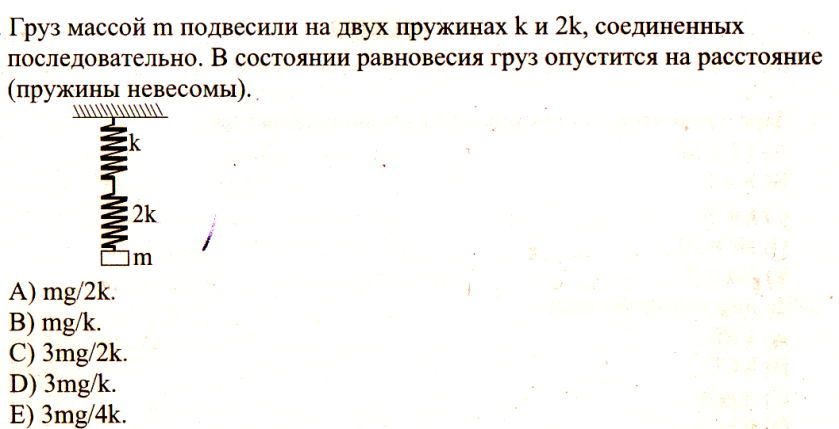 Груз массой m подвесили на двух пружинах k и 2k, соединенных
последовательно. В состоянии равновесия груз опустится на расстояние
(пружины невесомы).
k
2k
m
A) mg/2k.
B) mg/k.
C) 3mg/2k.
D) 3mg/k.
E) 3mg/4k.